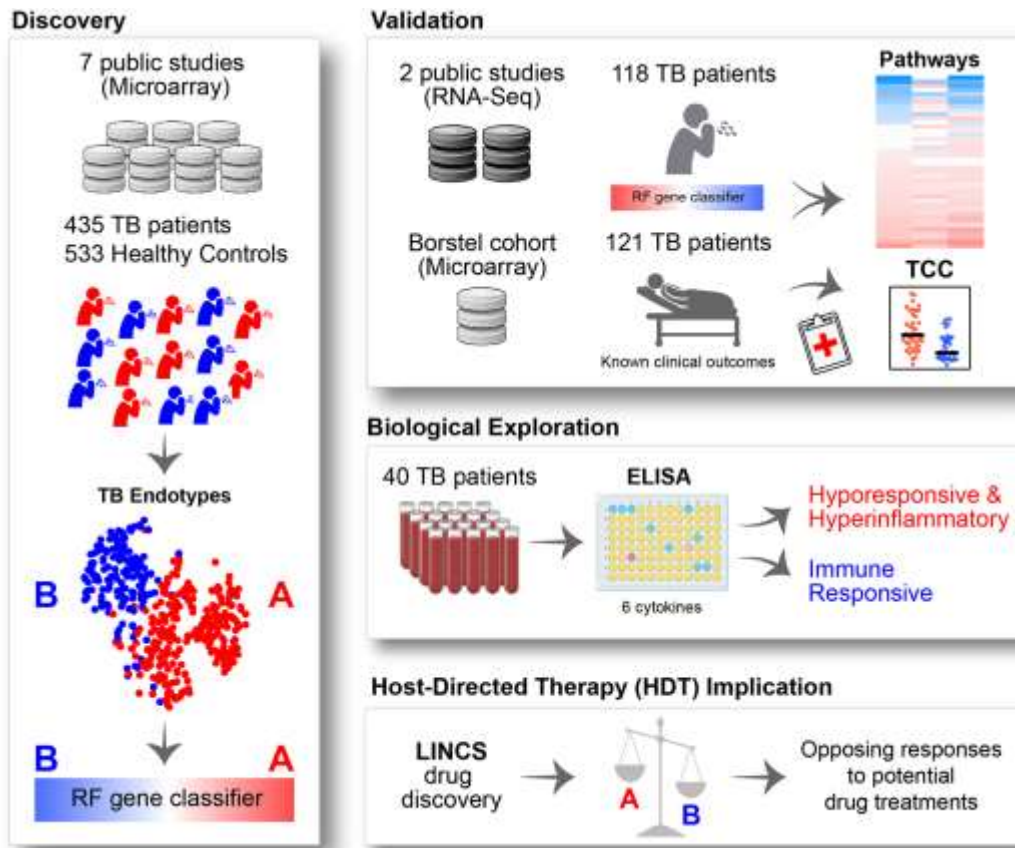 Discovery
7 public studies
(Microarray)
435 TB patients
533 Healthy Controls
TB Endotypes
B
A
B
A
RF gene classifier
Validation
2 public studies
(RNA-Seq)
118 TB patients
RF gene classifier
Pathways
Borstel cohort
(Microarray)
121 TB patients
Known clinical outcomes
TCC
Biological Exploration
40 TB patients
ELISA
6 cytokines
Hyporesponsive &
Hyperinflammatory
Immune
Responsive
Host-Directed Therapy (HDT) Implication
LINCS
drug
discovery
A
B
Opposing responses
to potential
drug treatments